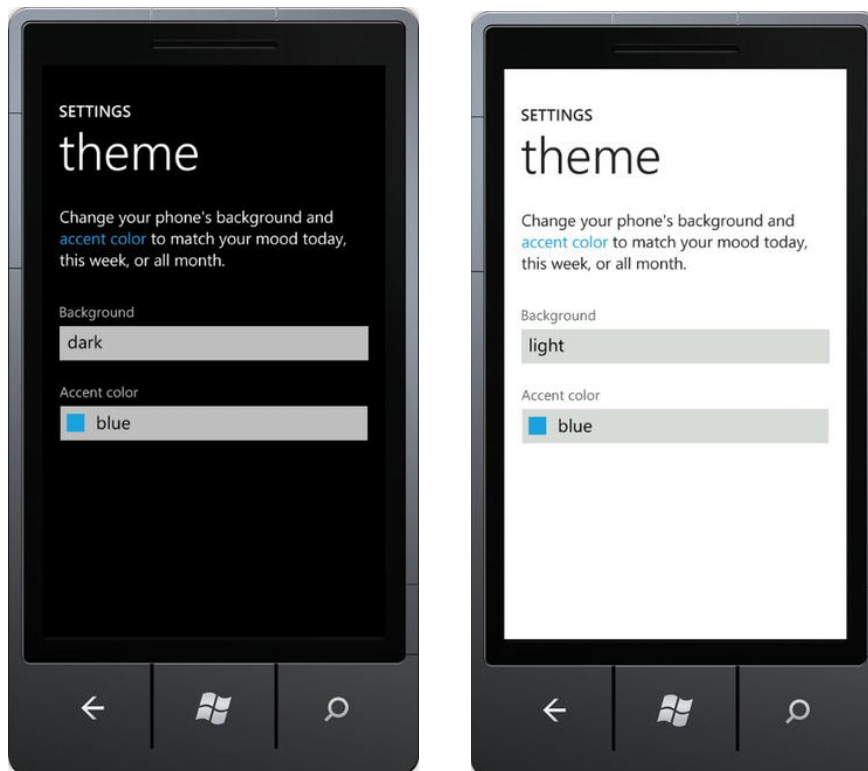 SETTINGS
theme
Change your phone's background and
accent color to match your mood today,
this week, or all month.
Background
dark
Accent color
blue
SETTINGS
theme
Change your phone's background and
accent color to match your mood today,
this week, or all month.
Background
light
Accent color
blue